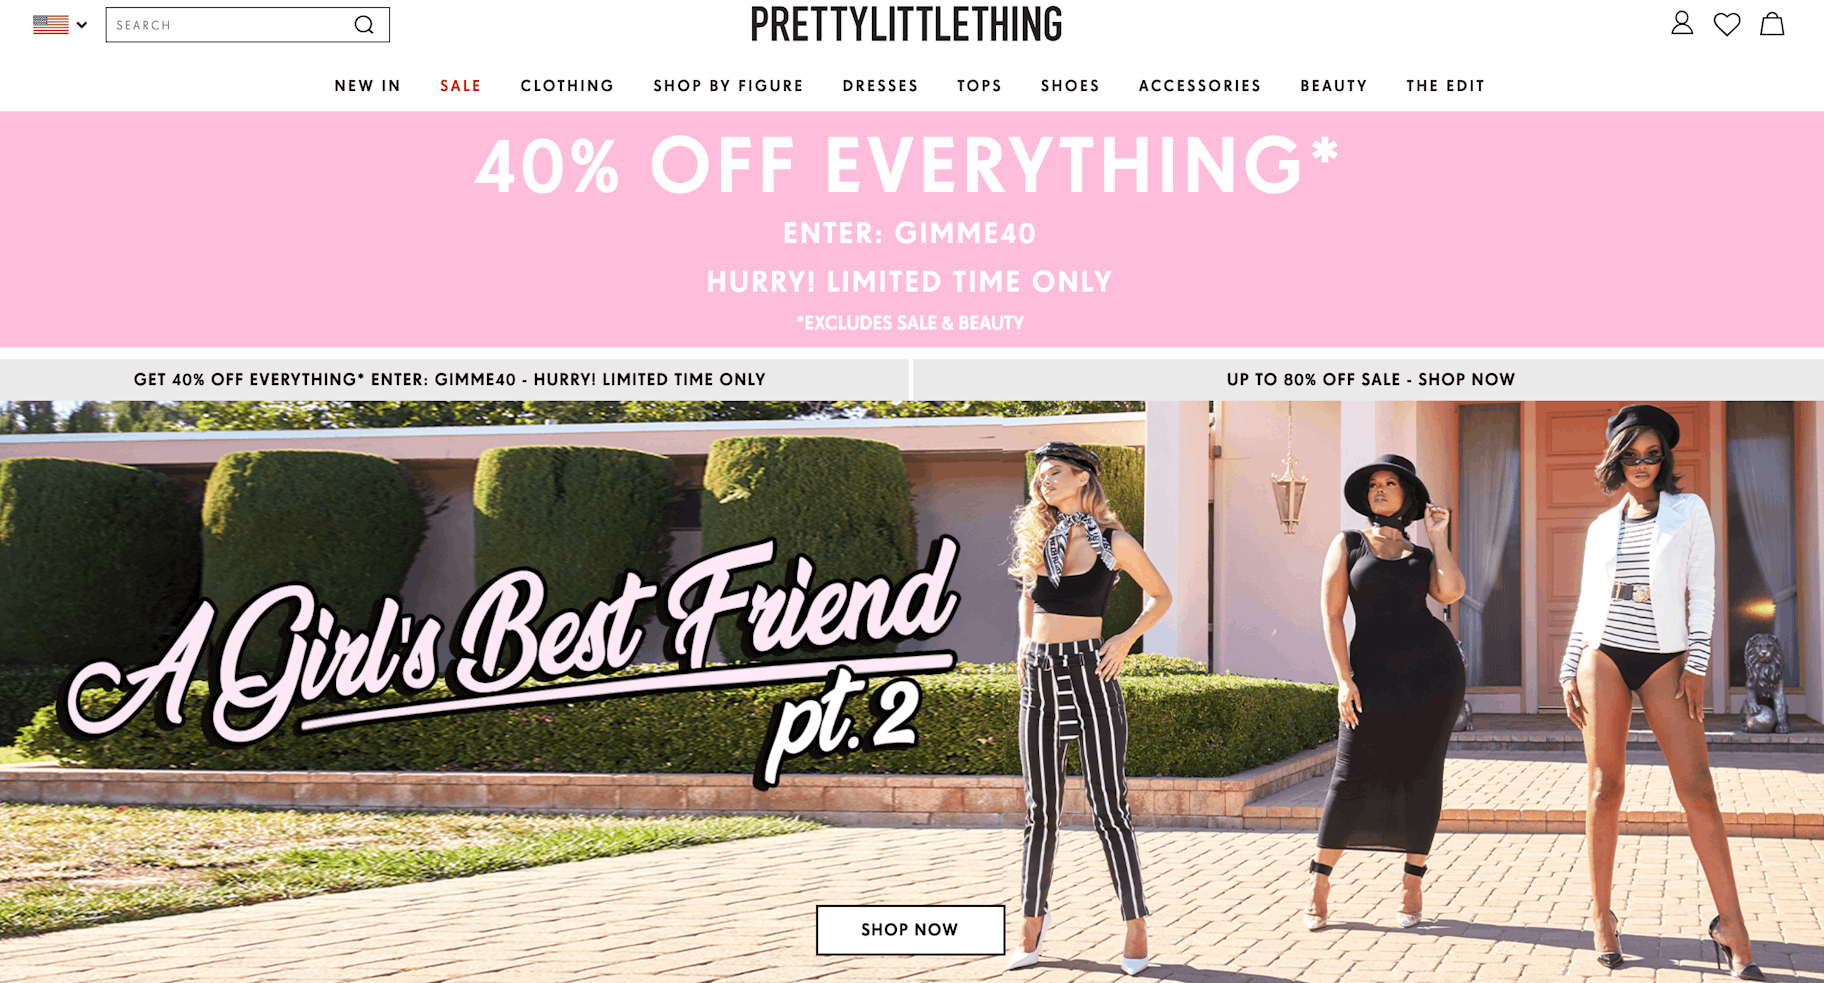 SEARCH
PRETTYLITTLETHING
NEW IN SALE CLOTHING SHOP BY FIGURE DRESSES TOPS SHOES ACCESSORIES BEAUTY THE EDIT
40% OFF EVERYTHING*
ENTER: GIMME40
HURRY! LIMITED TIME ONLY
*EXCLUDES SALE & BEAUTY
GET 40% OFF EVERYTHING* ENTER: GIMME40 - HURRY! LIMITED TIME ONLY
UP TO 80% OFF SALE - SHOP NOW
A Girl's Best Friend
pt. 2
SHOP NOW